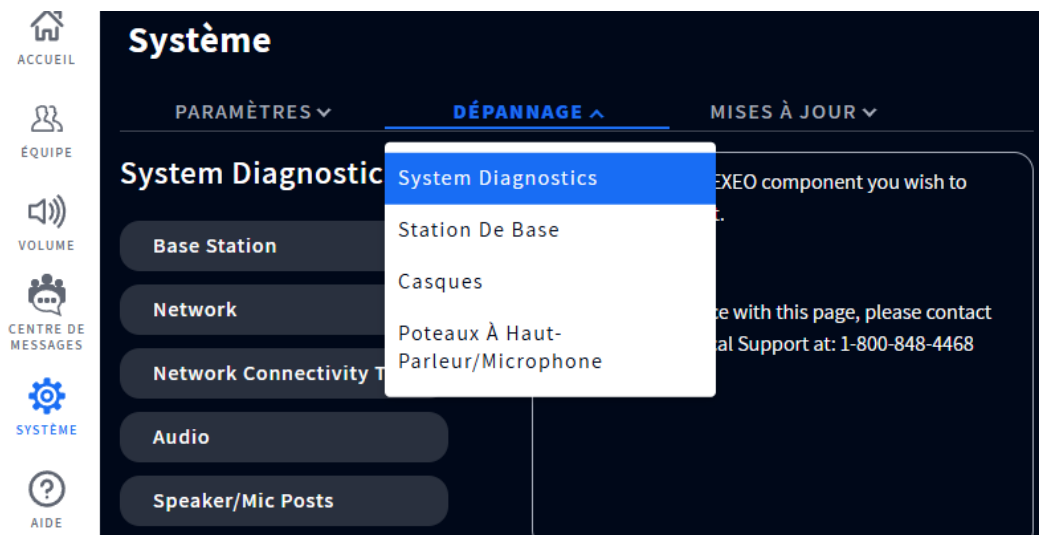 ACCUEIL
ÉQUIPE
VOLUME
CENTRE DE
MESSAGES
SYSTÈME
AIDE
Système
PARAMÈTRES
DÉPANNAGE
MISES À JOUR
System Diagnostic
Base Station
Network
Network Connectivity T
Audio
Speaker/Mic Posts
System Diagnostics
Station De Base
Casques
Poteaux À Haut-
Parleur/Microphone
EXEO component you wish to
t.
ce with this page, please contact
cal Support at: 1-800-848-4468